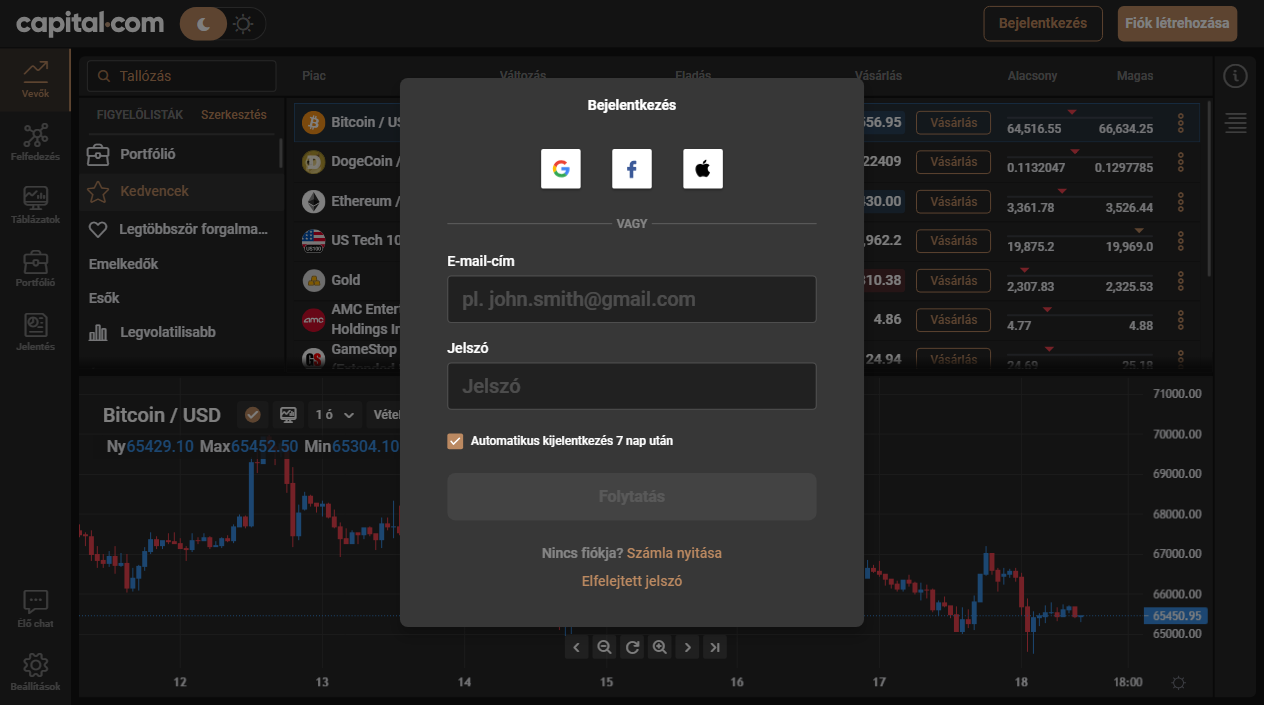 capital.com
Bejelentkezés
Fiók létrehozása
Vevők
Felfedezés
Táblázatok
Portfólió
Jelentés
Élő chat
Beállítások
Tallózás
FIGYELŐLISTÁK Szerkesztés
Portfólió
Kedvencek
Legtöbbször forgalma...
Emelkedők
Esők
Legvolatilisabb
Piac Változás Eladás Vásárlás Alacsony Magas
Bitcoin / US 556.95 Vásárlás 64,516.55 66,634.25
DogeCoin / 22409 Vásárlás 0.1132047 0.1297785
Ethereum / 30.00 Vásárlás 3,361.78 3,526.44
US Tech 10 ,962.2 Vásárlás 19,875.2 19,969.0
Gold 310.38 Vásárlás 2,307.83 2,325.53
AMC Enter
Holdings In 4.86 Vásárlás 4.77 4.88
GameStop 24.94 Vásárlás 24.69 25.18
(Extended
Bejelentkezés
VAGY
E-mail-cím
pl. john.smith@gmail.com
Jelszó
Jelszó
Automatikus kijelentkezés 7 nap után
Folytatás
Nincs fiókja? Számla nyitása
Elfelejtett jelszó
Bitcoin / USD 1 ó Vétel
Ny65429.10 Max65452.50 Min65304.10
71000.00
70000.00
69000.00
68000.00
67000.00
66000.00
65450.95
65000.00
12 13 14 15 16 17 18 18:00